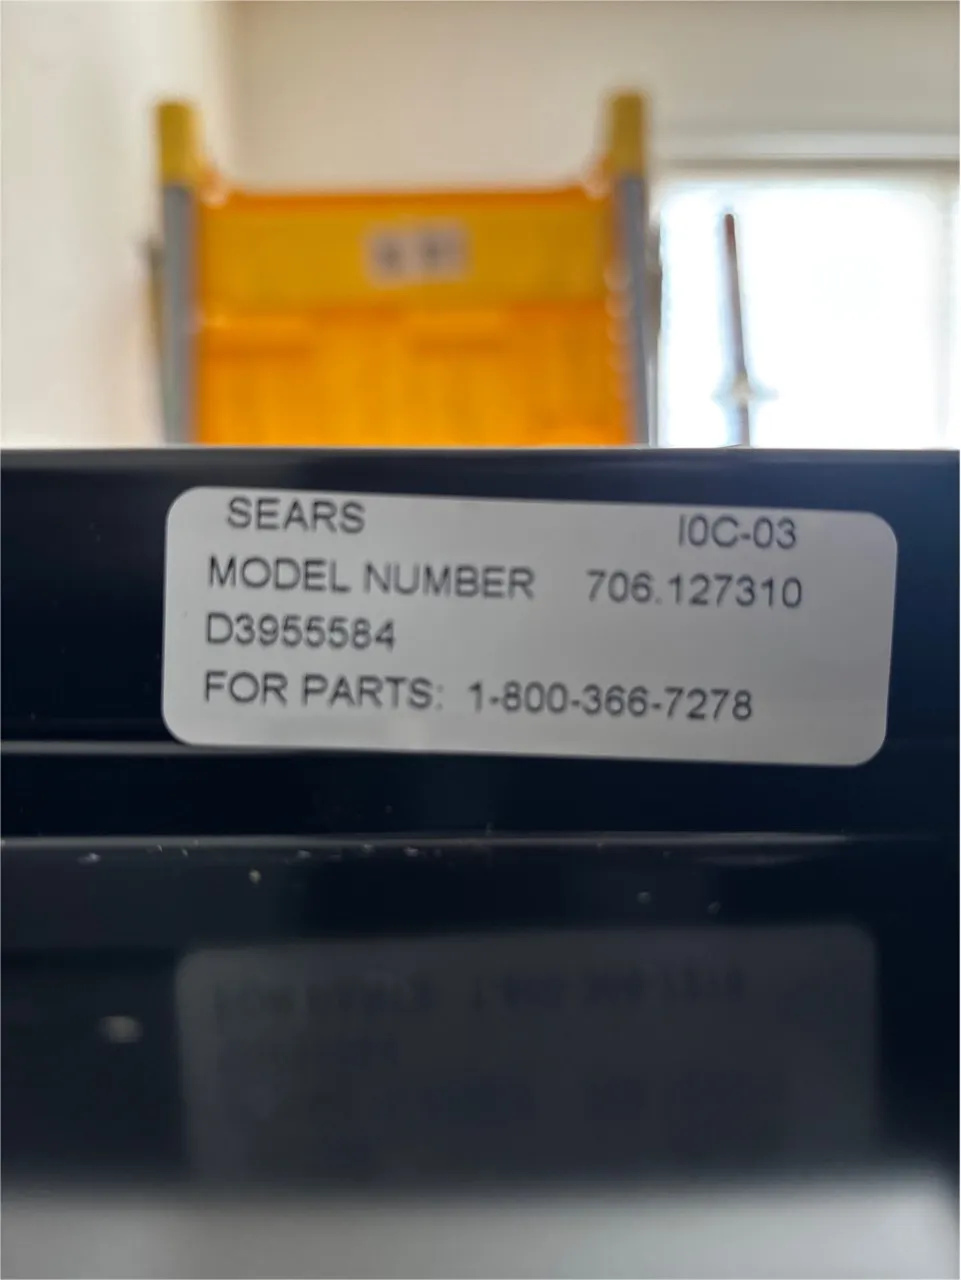 SEARS I0C-03
MODEL NUMBER 706.127310
D3955584
FOR PARTS: 1-800-366-7278